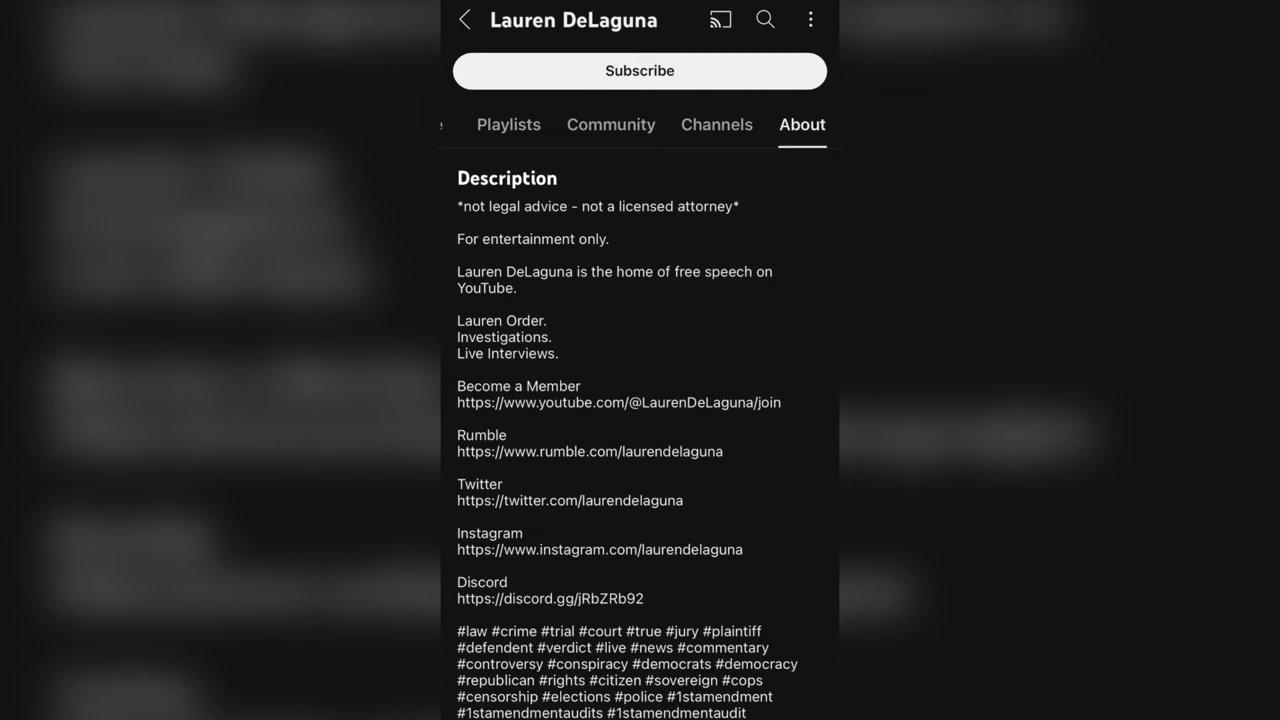 Lauren DeLaguna
Subscribe
Playlists Community Channels About
Description
*not legal advice - not a licensed attorney*
For entertainment only.
Lauren DeLaguna is the home of free speech on
YouTube.
Lauren Order.
Investigations.
Live Interviews.
Become a Member
https://www.youtube.com/@LaurenDeLaguna/join
Rumble
https://www.rumble.com/laurendelaguna
Twitter
https://twitter.com/laurendelaguna
Instagram
https://www.instagram.com/laurendelaguna
Discord
https://discord.gg/jRbZRb92
#law #crime #trial #court #true #jury #plaintiff
#defendent #verdict #live #news #commentary
#controversy #conspiracy #democrats #democracy
#republican #rights #citizen #sovereign #cops
#censorship #elections #police #1stamendment
#1stamendmentaudits #1stamendmentaudit